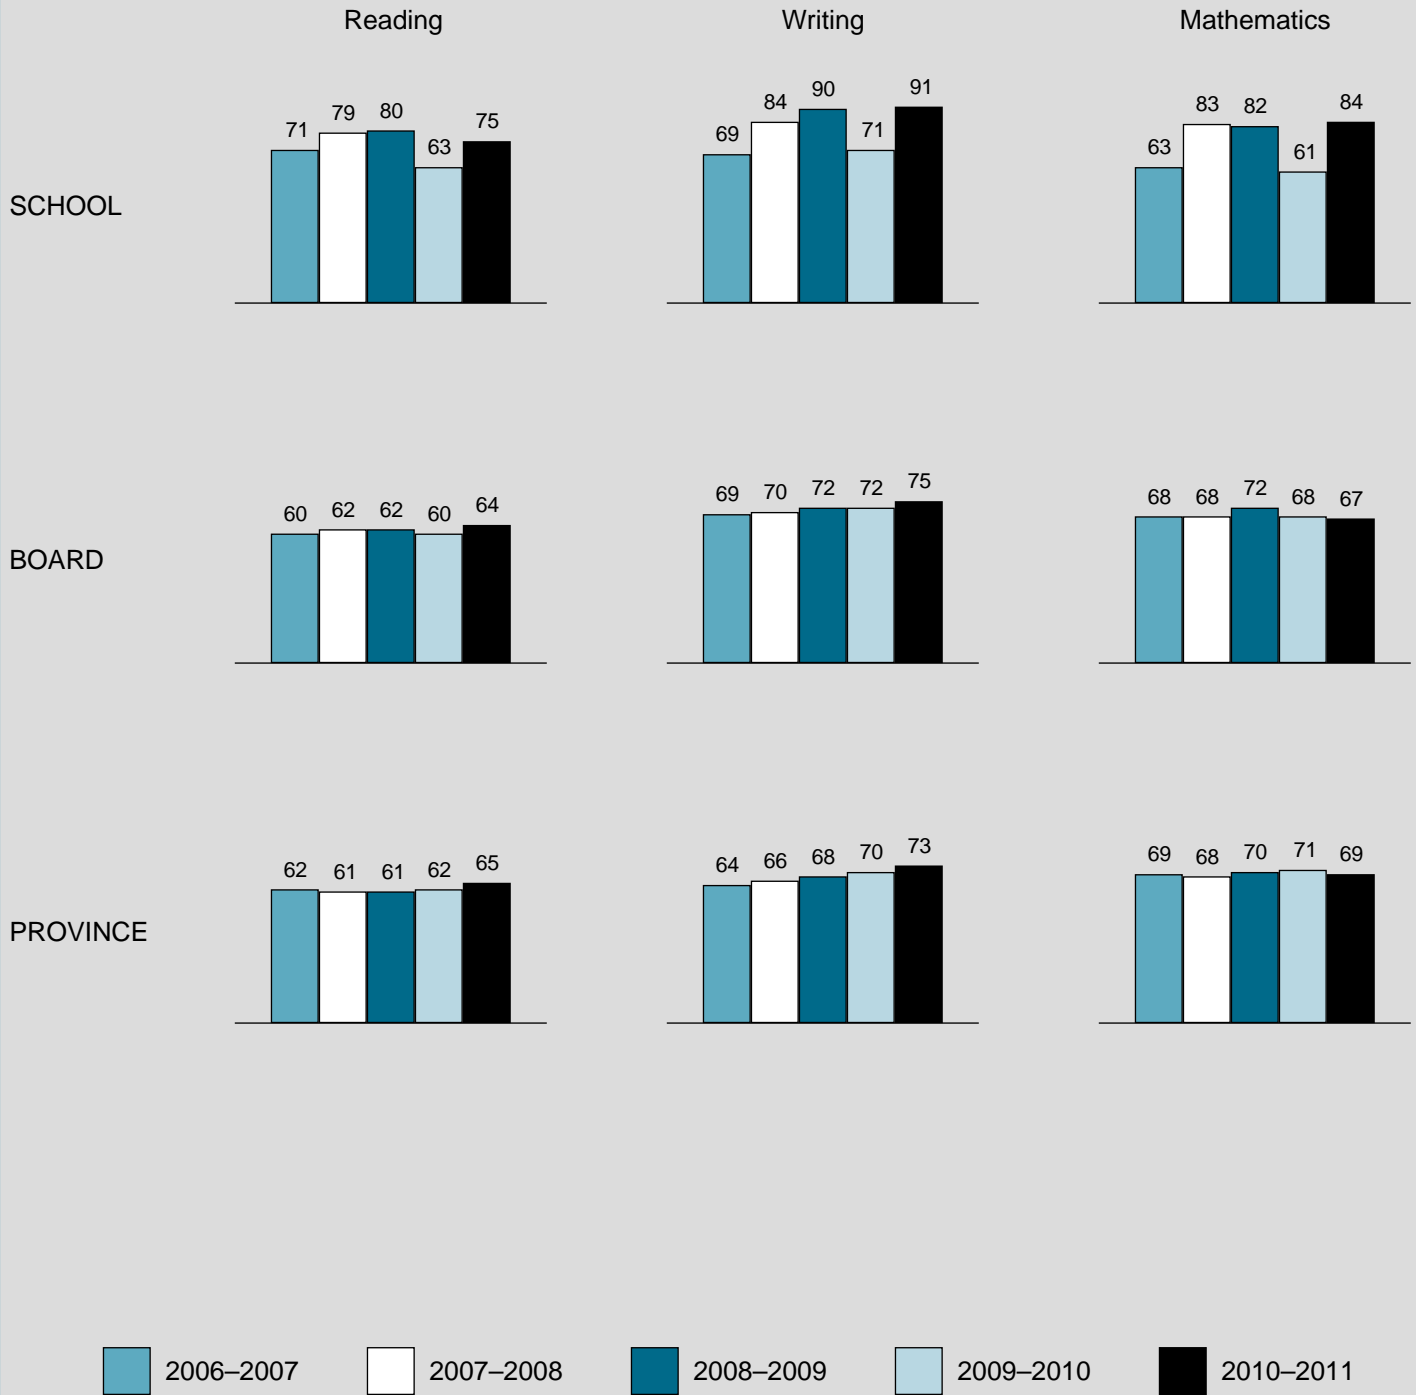 Reading Writing Mathematics
SCHOOL
71 79 80 63 75
69 84 90 71 91
63 83 82 61 84
BOARD
60 62 62 60 64
69 70 72 72 75
68 68 72 68 67
PROVINCE
62 61 61 62 65
64 66 68 70 73
69 68 70 71 69
2006–2007 2007–2008 2008–2009 2009–2010 2010–2011